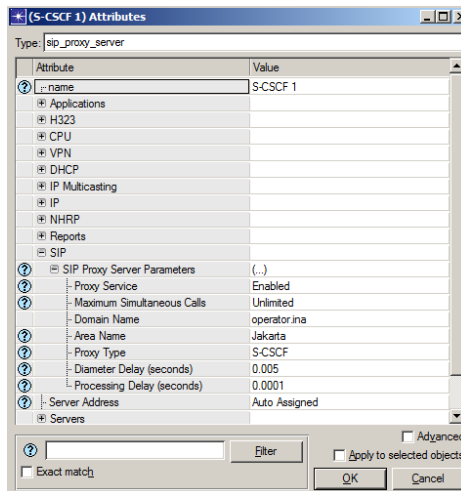 (S-CSCF 1) Attributes
Type: sip_proxy_server
Attribute Value
name S-CSCF 1
Applications
H323
CPU
VPN
DHCP
IP Multicasting
IP
NHRP
Reports
SIP
SIP Proxy Server Parameters (...)
Proxy Service Enabled
Maximum Simultaneous Calls Unlimited
Domain Name operator.ina
Area Name Jakarta
Proxy Type S-CSCF
Diameter Delay (seconds) 0.005
Processing Delay (seconds) 0.0001
Server Address Auto Assigned
Servers
Advanced
Filter Apply to selected objects
Exact match
OK Cancel